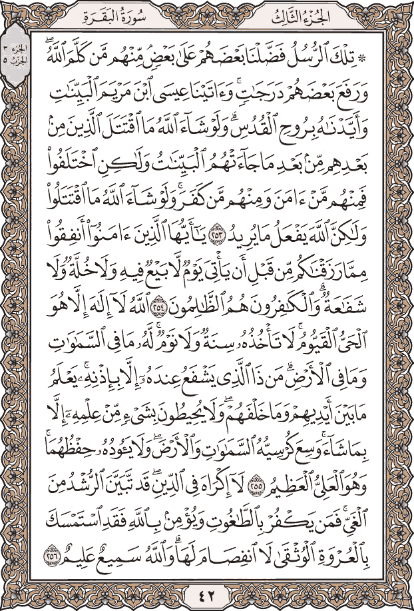 الجزء الثالث
سورة البقرة
الجزء ٣
الحزب ٥
۞ تِلْكَ ٱلرُّسُلُ فَضَّلْنَا بَعْضَهُمْ عَلَىٰ بَعْضٍ ۘ مِّنْهُم مَّن كَلَّمَ ٱللَّهُ ۖ
وَرَفَعَ بَعْضَهُمْ دَرَجَـٰتٍ ۚ وَءَاتَيْنَا عِيسَى ٱبْنَ مَرْيَمَ ٱلْبَيِّنَـٰتِ
وَأَيَّدْنَـٰهُ بِرُوحِ ٱلْقُدُسِ ۗ وَلَوْ شَآءَ ٱللَّهُ مَا ٱقْتَتَلَ ٱلَّذِينَ مِنۢ
بَعْدِهِم مِّنۢ بَعْدِ مَا جَآءَتْهُمُ ٱلْبَيِّنَـٰتُ وَلَـٰكِنِ ٱخْتَلَفُوا۟
فَمِنْهُم مَّنْ ءَامَنَ وَمِنْهُم مَّن كَفَرَ ۚ وَلَوْ شَآءَ ٱللَّهُ مَا ٱقْتَتَلُوا۟
وَلَـٰكِنَّ ٱللَّهَ يَفْعَلُ مَا يُرِيدُ ٢٥٣ يَـٰٓأَيُّهَا ٱلَّذِينَ ءَامَنُوٓا۟ أَنفِقُوا۟
مِمَّا رَزَقْنَـٰكُم مِّن قَبْلِ أَن يَأْتِىَ يَوْمٌ لَّا بَيْعٌ فِيهِ وَلَا خُلَّةٌ وَلَا
شَفَـٰعَةٌ ۗ وَٱلْكَـٰفِرُونَ هُمُ ٱلظَّـٰلِمُونَ ٢٥٤ ٱللَّهُ لَآ إِلَـٰهَ إِلَّا هُوَ
ٱلْحَىُّ ٱلْقَيُّومُ ۚ لَا تَأْخُذُهُۥ سِنَةٌ وَلَا نَوْمٌ ۚ لَّهُۥ مَا فِى ٱلسَّمَـٰوَٰتِ
وَمَا فِى ٱلْأَرْضِ ۗ مَن ذَا ٱلَّذِى يَشْفَعُ عِندَهُۥٓ إِلَّا بِإِذْنِهِۦ ۚ يَعْلَمُ
مَا بَيْنَ أَيْدِيهِمْ وَمَا خَلْفَهُمْ ۖ وَلَا يُحِيطُونَ بِشَىْءٍ مِّنْ عِلْمِهِۦٓ إِلَّا
بِمَا شَآءَ ۚ وَسِعَ كُرْسِيُّهُ ٱلسَّمَـٰوَٰتِ وَٱلْأَرْضَ ۖ وَلَا يَـُٔودُهُۥ حِفْظُهُمَا ۚ
وَهُوَ ٱلْعَلِىُّ ٱلْعَظِيمُ ٢٥٥ لَآ إِكْرَاهَ فِى ٱلدِّينِ ۖ قَد تَّبَيَّنَ ٱلرُّشْدُ مِنَ
ٱلْغَىِّ ۚ فَمَن يَكْفُرْ بِٱلطَّـٰغُوتِ وَيُؤْمِنۢ بِٱللَّهِ فَقَدِ ٱسْتَمْسَكَ
بِٱلْعُرْوَةِ ٱلْوُثْقَىٰ لَا ٱنفِصَامَ لَهَا ۗ وَٱللَّهُ سَمِيعٌ عَلِيمٌ ٢٥٦
٤٢